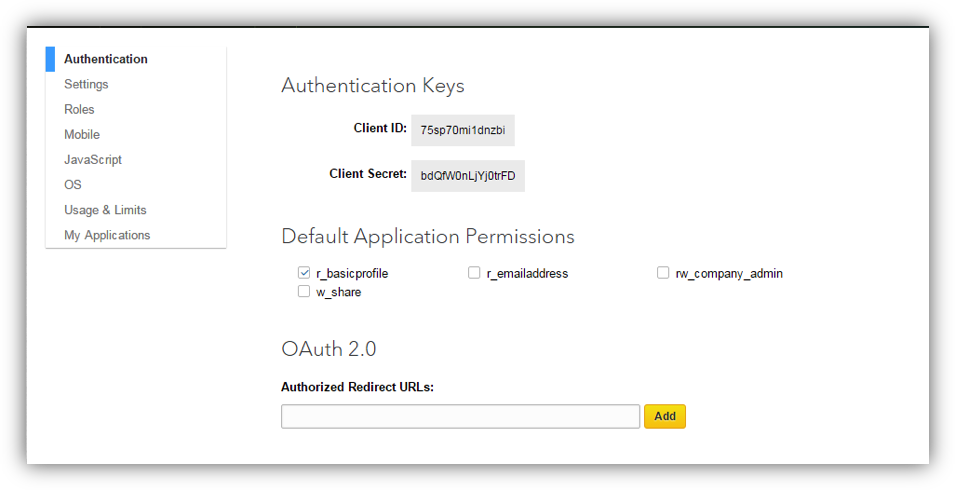 Authentication
Settings
Roles
Mobile
JavaScript
OS
Usage & Limits
My Applications
Authentication Keys
Client ID: 75sp70mi1dnzbi
Client Secret: bdQfW0nLjYj0trFD
Default Application Permissions
r_basicprofile r_emailaddress rw_company_admin
w_share
OAuth 2.0
Authorized Redirect URLs:
Add